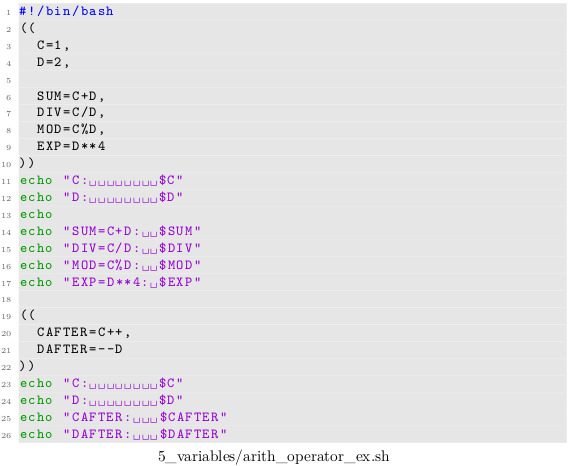 1 #!/bin/bash
2 ((
3   C=1,
4   D=2,
5
6   SUM=C+D,
7   DIV=C/D,
8   MOD=C%D,
9   EXP=D**4
10 ))
11 echo "C:␣␣␣␣␣␣␣␣$C"
12 echo "D:␣␣␣␣␣␣␣␣$D"
13 echo
14 echo "SUM=C+D:␣␣$SUM"
15 echo "DIV=C/D:␣␣$DIV"
16 echo "MOD=C%D:␣␣$MOD"
17 echo "EXP=D**4:␣$EXP"
18
19 ((
20   CAFTER=C++,
21   DAFTER=--D
22 ))
23 echo "C:␣␣␣␣␣␣␣␣$C"
24 echo "D:␣␣␣␣␣␣␣␣$D"
25 echo "CAFTER:␣␣␣$CAFTER"
26 echo "DAFTER:␣␣␣$DAFTER"
5_variables/arith_operator_ex.sh